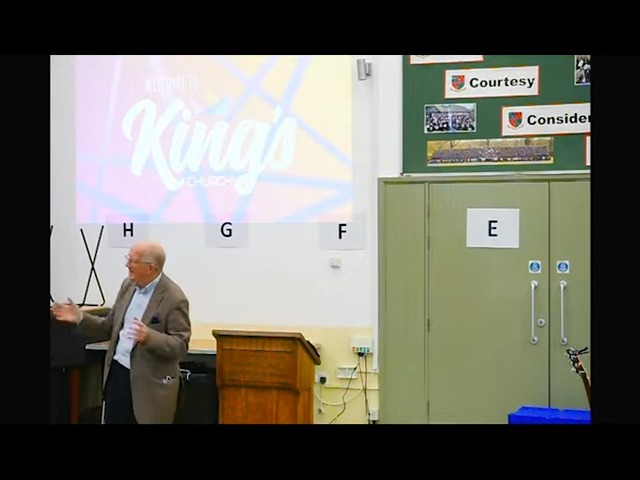 WELCOME TO
King's
CHURCH
Courtesy
Consider
H
G
F
E